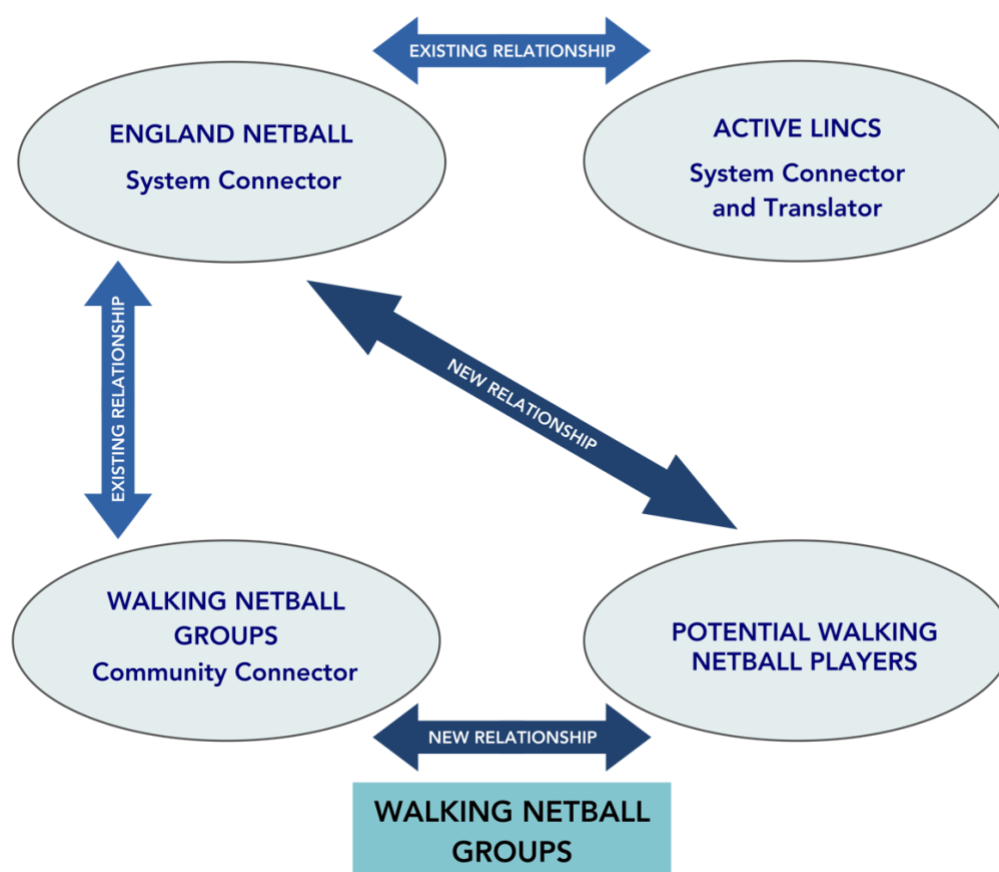 EXISTING RELATIONSHIP
ENGLAND NETBALL
System Connector
ACTIVE LINCS
System Connector
and Translator
EXISTING RELATIONSHIP
NEW RELATIONSHIP
WALKING NETBALL
GROUPS
Community Connector
POTENTIAL WALKING
NETBALL PLAYERS
NEW RELATIONSHIP
WALKING NETBALL
GROUPS